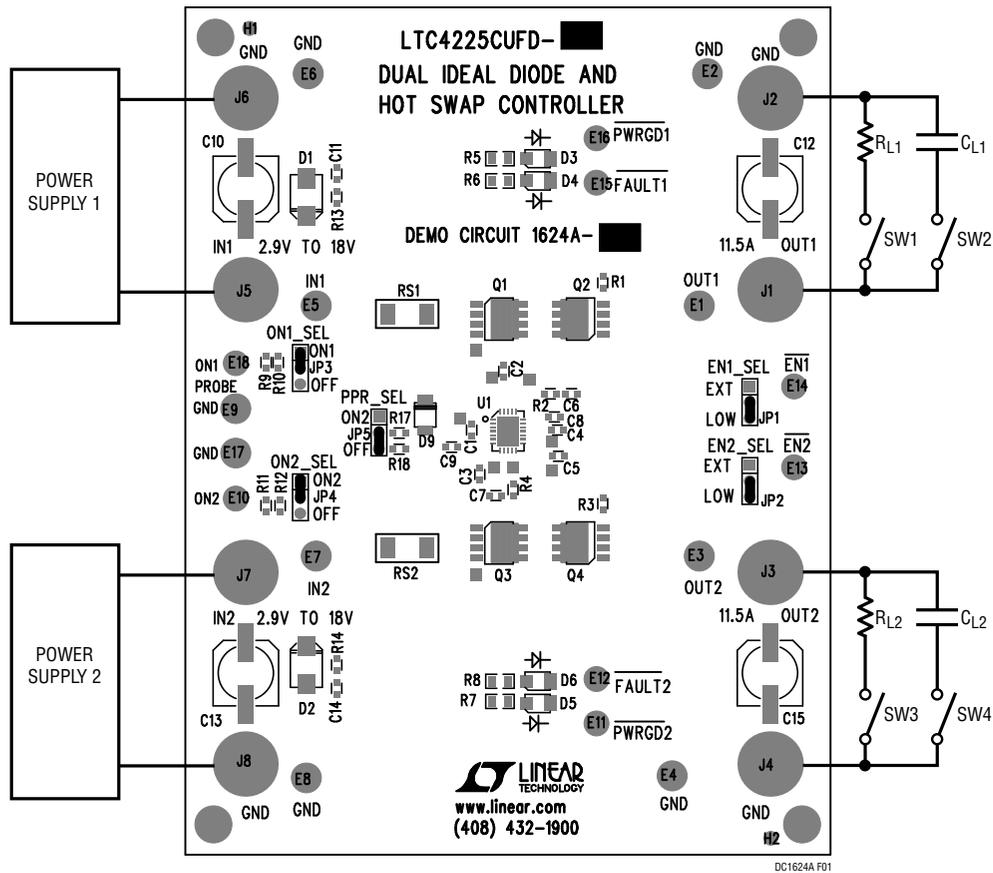 H1
GND
GND
E6
J6
LTC4225CUFD-
DUAL IDEAL DIODE AND
HOT SWAP CONTROLLER
GND
E2
GND
J2
POWER
SUPPLY 1
C10
D1
C11
R13
R5
D3
R6
D4
E16
PWRGD1
E15
FAULT1
C12
RL1
CL1
SW1
SW2
IN1
2.9V TO 18V
DEMO CIRCUIT 1624A-
11.5A
OUT1
J5
IN1
E5
RS1
Q1
Q2
R1
OUT1
E1
J1
ON1_SEL
ON1
JP3
OFF
ON1
E18
PROBE
R9
R10
GND
E9
GND
E17
PPR_SEL
ON2
JP5
OFF
R17
R18
D9
C2
U1
C1
C9
R2
C6
C8
C4
C5
C3
C7
R4
EN1_SEL
EXT
LOW
JP1
EN1
E14
EN2_SEL
EXT
LOW
JP2
EN2
E13
ON2_SEL
ON2
JP4
OFF
ON2
E10
R11
R12
R3
RS2
Q3
Q4
POWER
SUPPLY 2
J7
E7
IN2
IN2
2.9V TO 18V
E3
OUT2
J3
11.5A
OUT2
RL2
CL2
SW3
SW4
C13
D2
R14
C14
R8
D6
R7
D5
E12
FAULT2
E11
PWRGD2
C15
J8
GND
E8
GND
LINEAR
TECHNOLOGY
www.linear.com
(408) 432-1900
E4
GND
J4
GND
H2
DC1624A F01